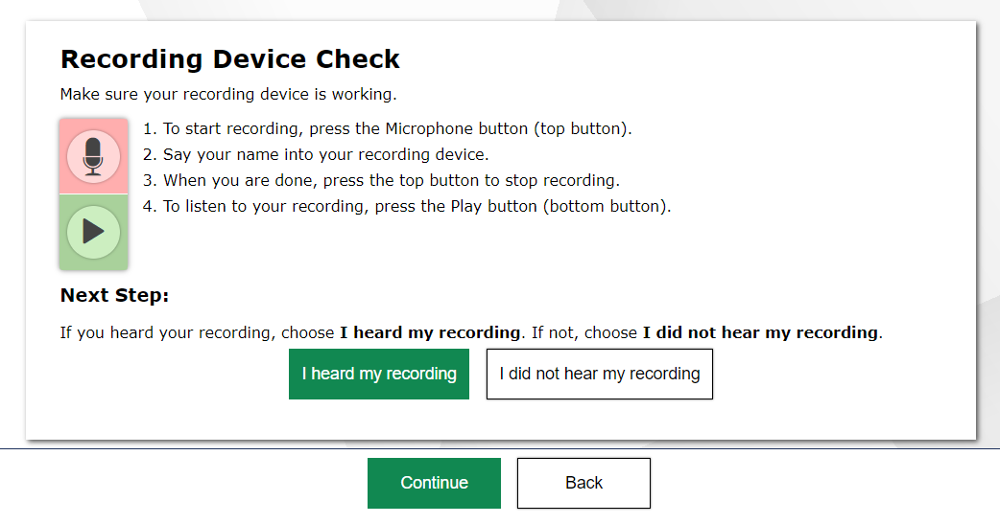 Recording Device Check
Make sure your recording device is working.
1. To start recording, press the Microphone button (top button).
2. Say your name into your recording device.
3. When you are done, press the top button to stop recording.
4. To listen to your recording, press the Play button (bottom button).
Next Step:
If you heard your recording, choose I heard my recording. If not, choose I did not hear my recording.
I heard my recording
I did not hear my recording
Continue
Back